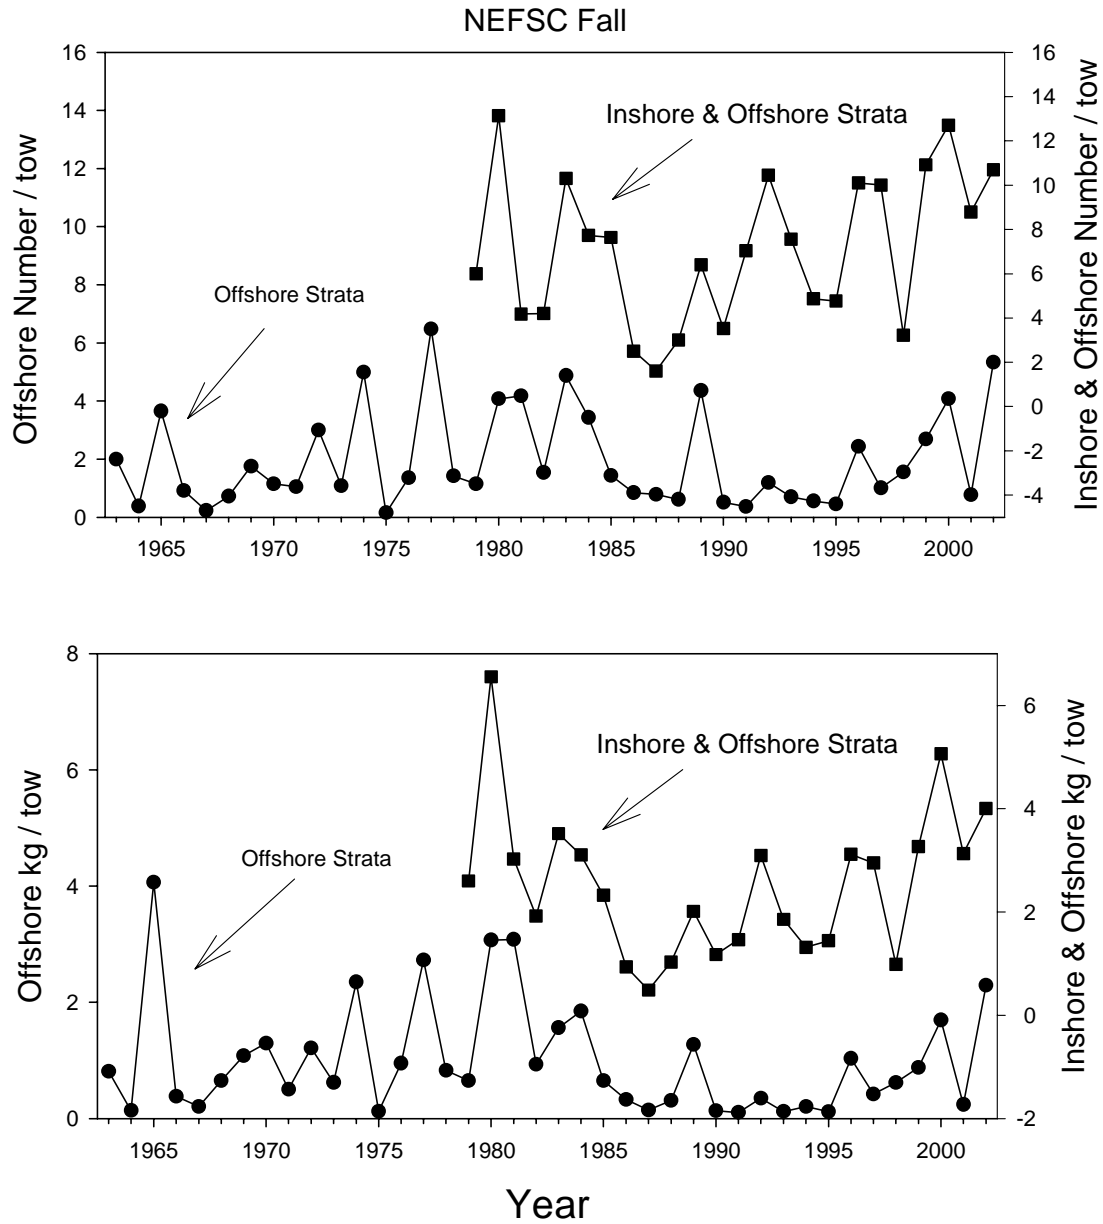 NEFSC Fall
16
14
12
10
8
6
4
2
0
Offshore Number / tow
16
14
12
10
8
6
4
2
0
-2
-4
Inshore & Offshore Number / tow
Inshore & Offshore Strata
Offshore Strata
1965 1970 1975 1980 1985 1990 1995 2000
8
6
4
2
0
Offshore kg / tow
6
4
2
0
-2
Inshore & Offshore kg / tow
Inshore & Offshore Strata
Offshore Strata
1965 1970 1975 1980 1985 1990 1995 2000
Year